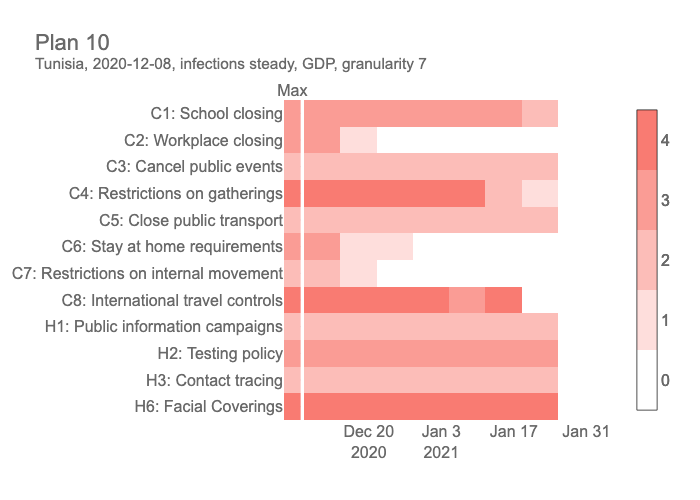 Plan 10
Tunisia, 2020-12-08, infections steady, GDP, granularity 7
Max
C1: School closing
C2: Workplace closing
C3: Cancel public events
C4: Restrictions on gatherings
C5: Close public transport
C6: Stay at home requirements
C7: Restrictions on internal movement
C8: International travel controls
H1: Public information campaigns
H2: Testing policy
H3: Contact tracing
H6: Facial Coverings
Dec 20 Jan 3 Jan 17 Jan 31
2020 2021
4
3
2
1
0